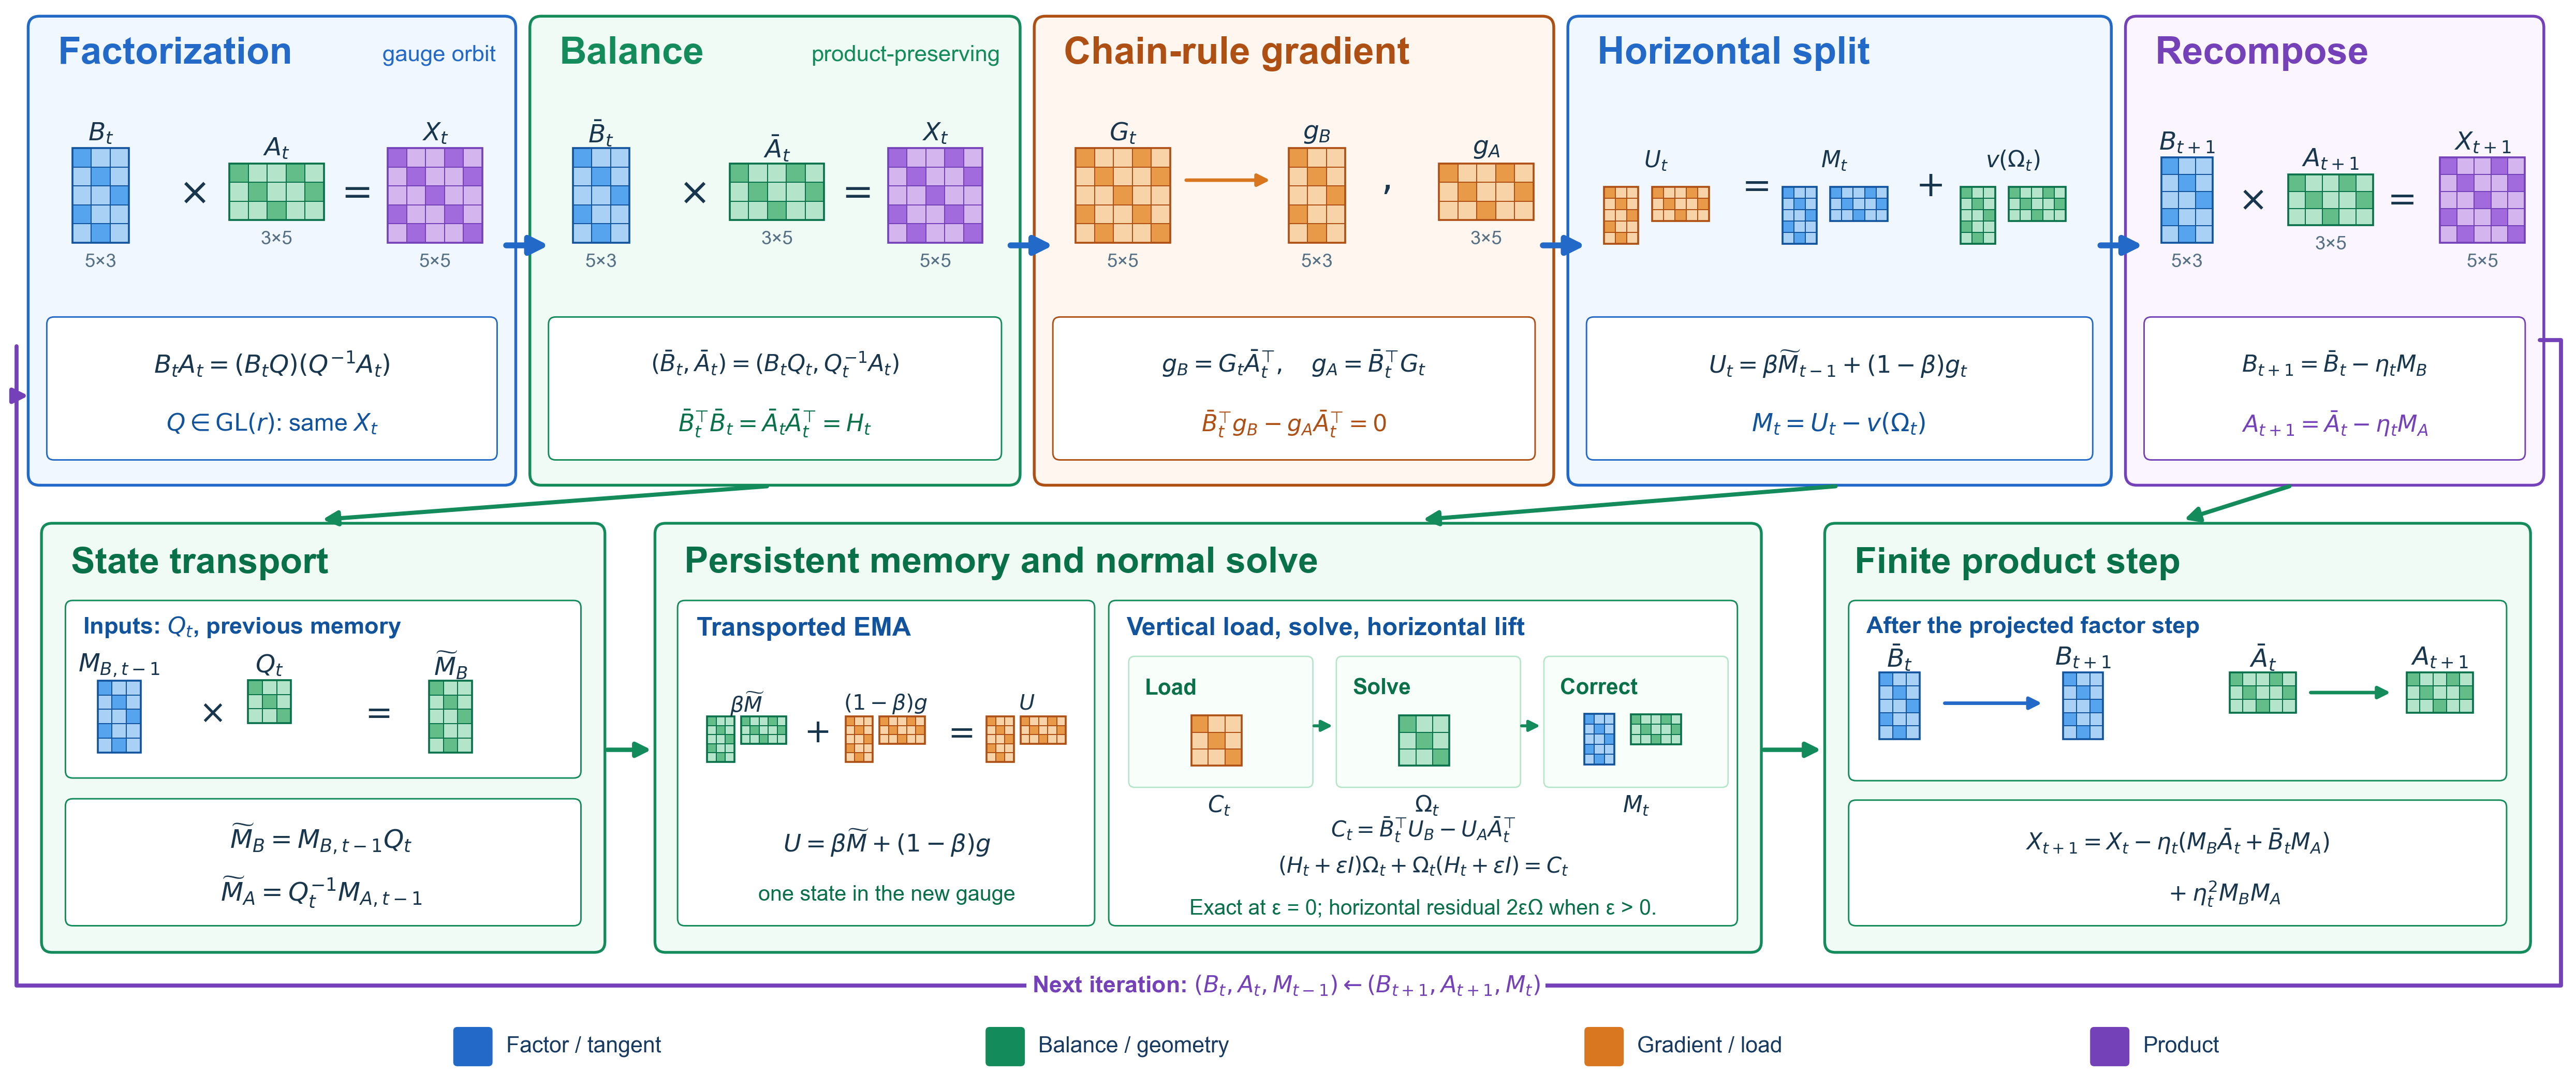 Factorization
gauge orbit
B_t
A_t
X_t
×
=
3×5
5×3
5×5
B_tA_t = (B_tQ)(Q^{-1}A_t)
Q ∈ GL(r): same X_t
Balance
product-preserving
B̄_t
Ā_t
X_t
×
=
3×5
5×3
5×5
(B̄_t, Ā_t) = (B_tQ_t, Q_t^{-1}A_t)
B̄_t^⊤B̄_t = Ā_tĀ_t^⊤ = H_t
Chain-rule gradient
G_t
g_B
g_A
,
5×5
5×3
3×5
g_B = G_tĀ_t^⊤, g_A = B̄_t^⊤G_t
B̄_t^⊤g_B − g_AĀ_t^⊤ = 0
Horizontal split
U_t
M_t
v(Ω_t)
=
+
U_t = βM̃_{t−1} + (1 − β)g_t
M_t = U_t − v(Ω_t)
Recompose
B_{t+1}
A_{t+1}
X_{t+1}
×
=
3×5
5×3
5×5
B_{t+1} = B̄_t − η_tM_B
A_{t+1} = Ā_t − η_tM_A
State transport
Inputs: Q_t, previous memory
M_{B,t−1}
Q_t
M̃_B
×
=
M̃_B = M_{B,t−1}Q_t
M̃_A = Q_t^{-1}M_{A,t−1}
Persistent memory and normal solve
Transported EMA
βM̃
(1 − β)g
U
+
=
U = βM̃ + (1 − β)g
one state in the new gauge
Vertical load, solve, horizontal lift
Load
Solve
Correct
C_t
Ω_t
M_t
C_t = B̄_t^⊤U_B − U_AĀ_t^⊤
(H_t + εI)Ω_t + Ω_t(H_t + εI) = C_t
Exact at ε = 0; horizontal residual 2εΩ when ε > 0.
Finite product step
After the projected factor step
B̄_t
B_{t+1}
Ā_t
A_{t+1}
X_{t+1} = X_t − η_t(M_BĀ_t + B̄_tM_A)
+ η_t^2M_BM_A
Next iteration: (B_t, A_t, M_{t−1}) ← (B_{t+1}, A_{t+1}, M_t)
Factor / tangent
Balance / geometry
Gradient / load
Product